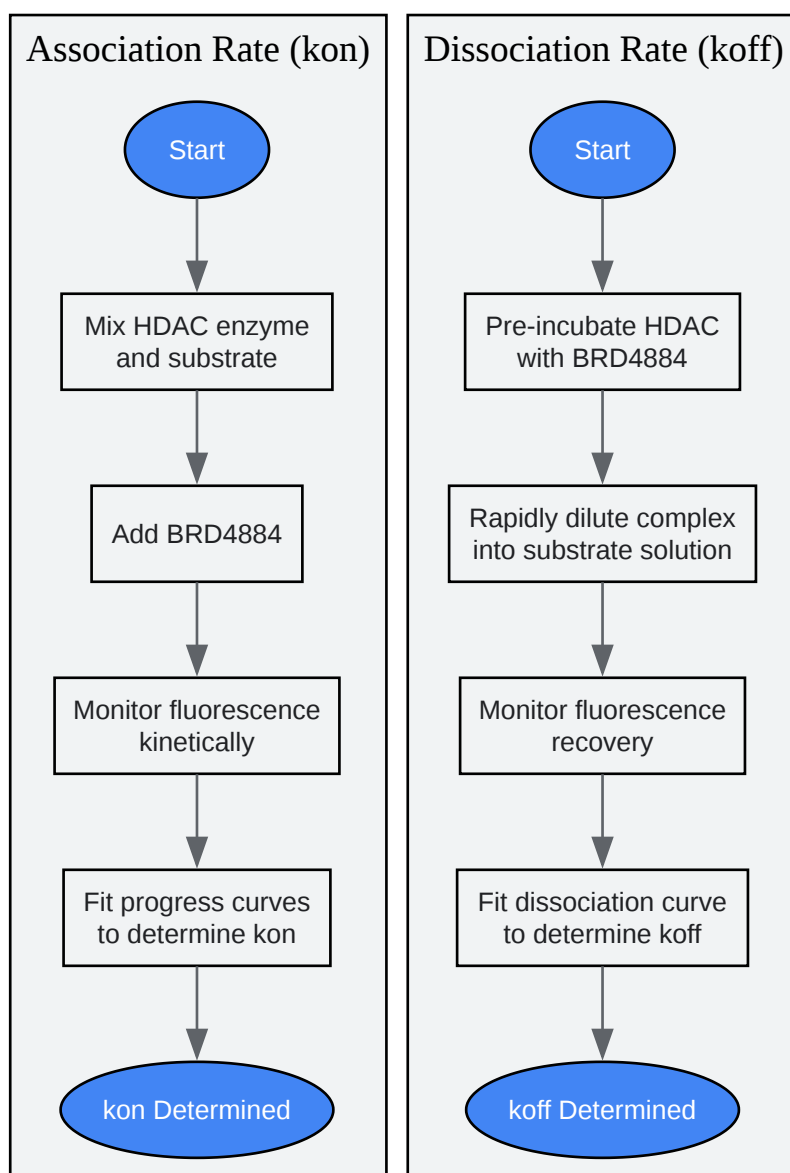 Association Rate (kon)
Start
Mix HDAC enzyme
and substrate
Add BRD4884
Monitor fluorescence
kinetically
Fit progress curves
to determine kon
kon Determined
Dissociation Rate (koff)
Start
Pre-incubate HDAC
with BRD4884
Rapidly dilute complex
into substrate solution
Monitor fluorescence
recovery
Fit dissociation curve
to determine koff
koff Determined